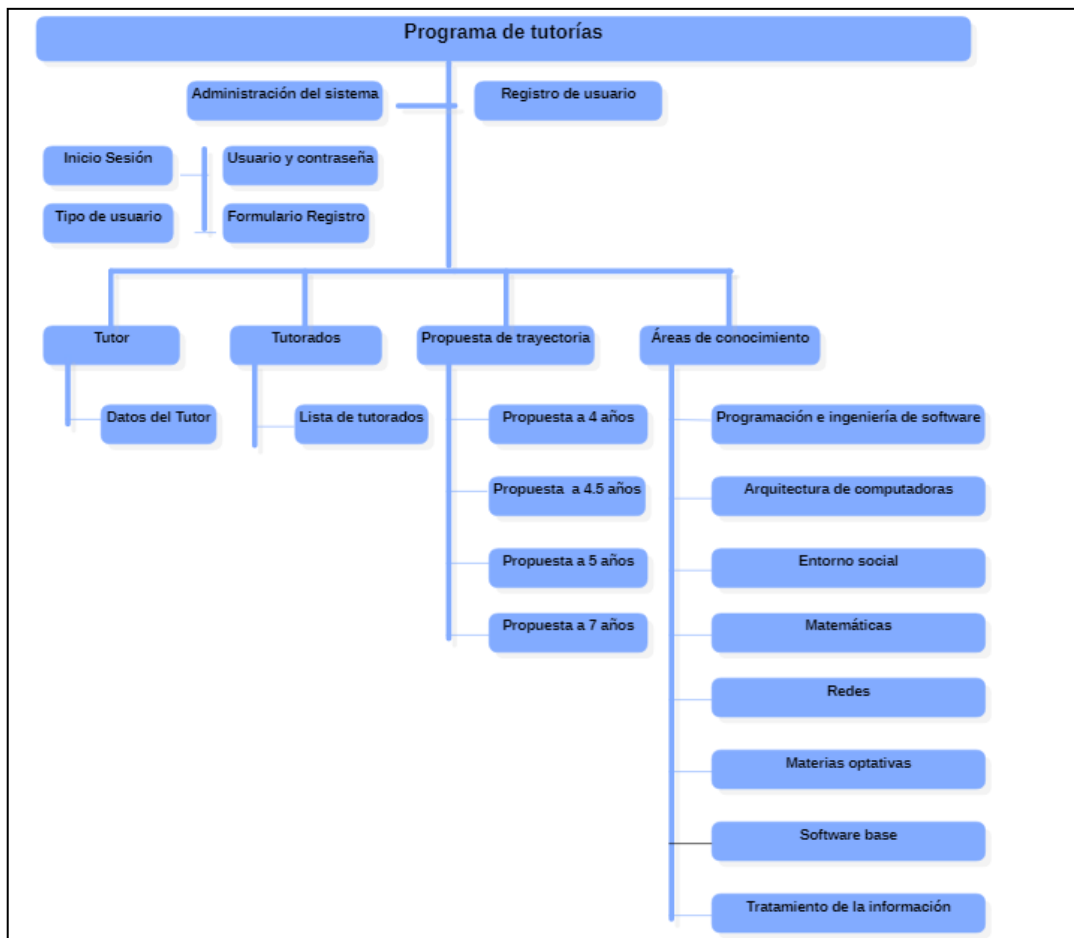 Programa de tutorías
Administración del sistema
Registro de usuario
Inicio Sesión
Usuario y contraseña
Tipo de usuario
Formulario Registro
Tutor
Tutorados
Propuesta de trayectoria
Áreas de conocimiento
Datos del Tutor
Lista de tutorados
Propuesta a 4 años
Propuesta a 4.5 años
Propuesta a 5 años
Propuesta a 7 años
Programación e ingeniería de software
Arquitectura de computadoras
Entorno social
Matemáticas
Redes
Materias optativas
Software base
Tratamiento de la información